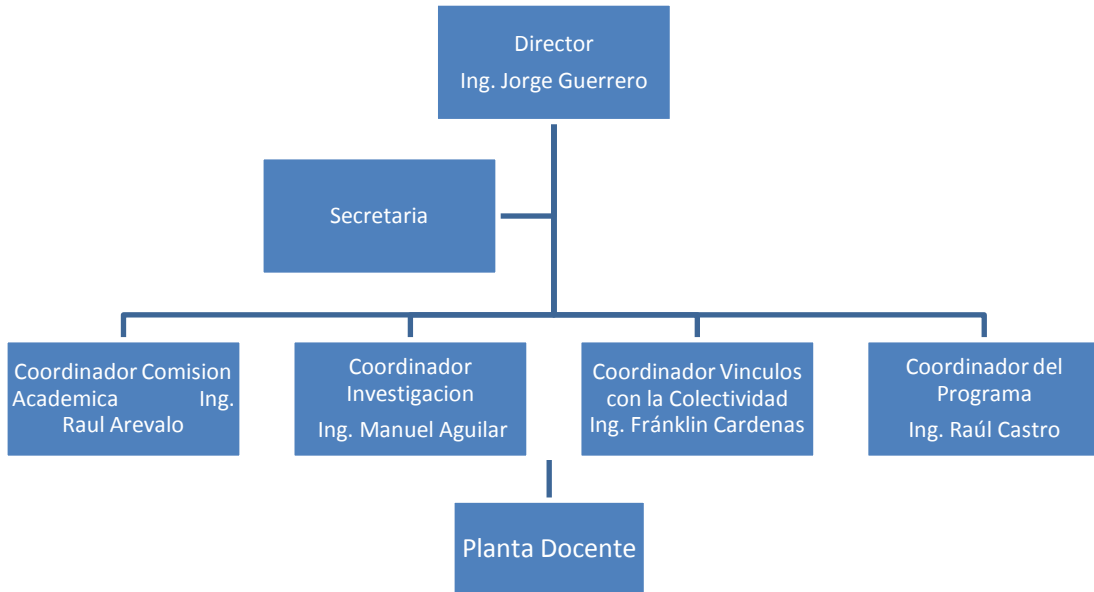 Director
Ing. Jorge Guerrero
Secretaria
Coordinador Comision
Academica Ing.
Raul Arevalo
Coordinador
Investigacion
Ing. Manuel Aguilar
Coordinador Vinculos
con la Colectividad
Ing. Fránklin Cardenas
Coordinador del
Programa
Ing. Raúl Castro
Planta Docente